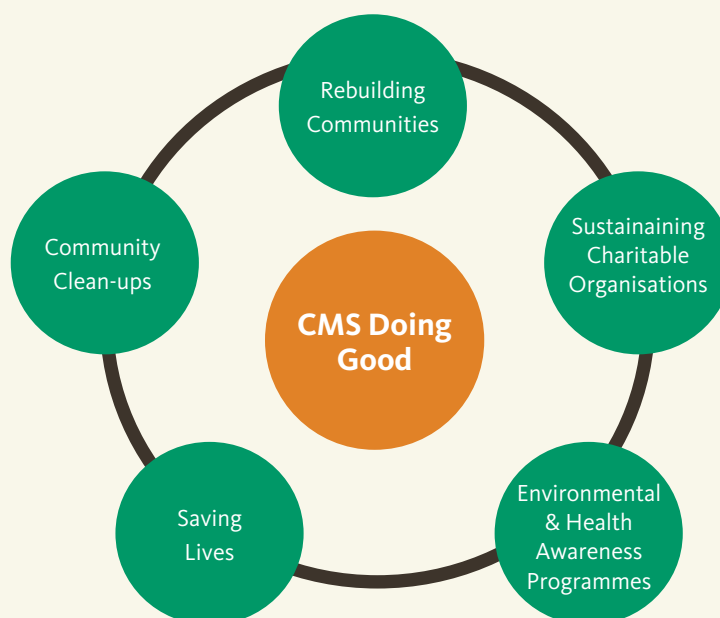 Rebuilding
Communities
Sustainaining
Charitable
Organisations
Environmental
& Health
Awareness
Programmes
Saving
Lives
Community
Clean-ups
CMS Doing
Good